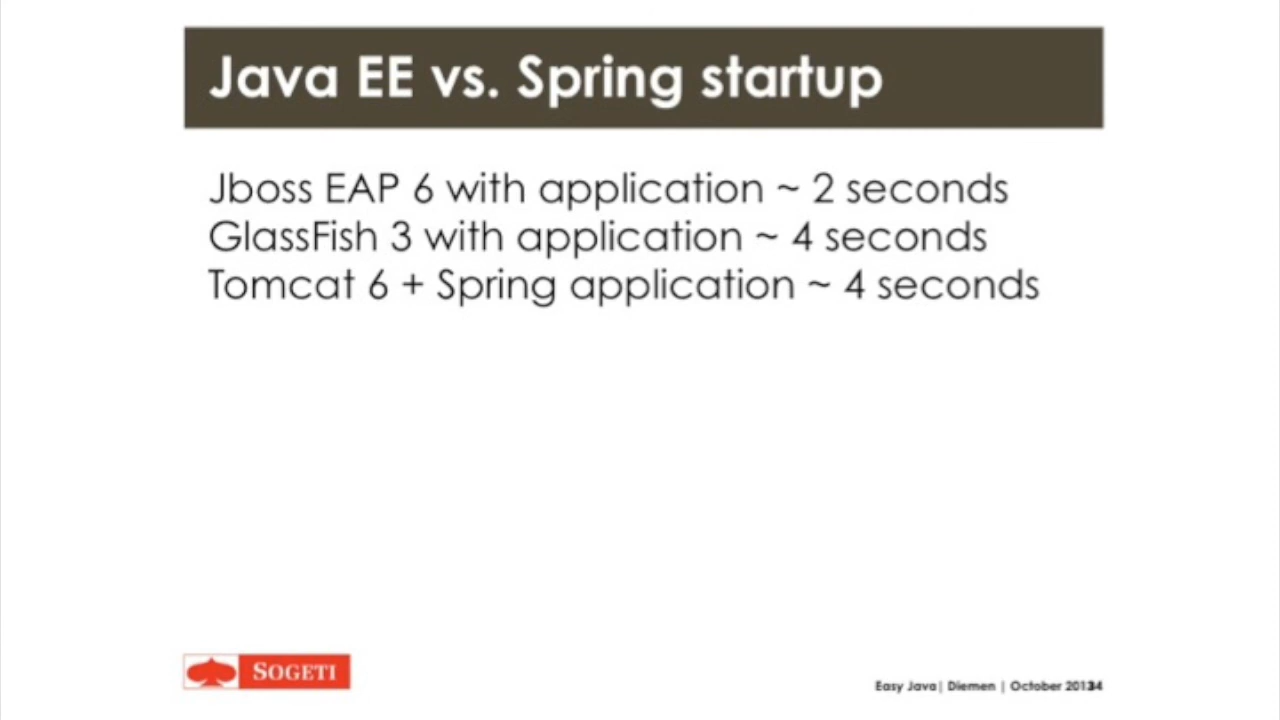 Java EE vs. Spring startup
Jboss EAP 6 with application ~ 2 seconds
GlassFish 3 with application ~ 4 seconds
Tomcat 6 + Spring application ~ 4 seconds
SOGETI
Easy Java| Diemen | October